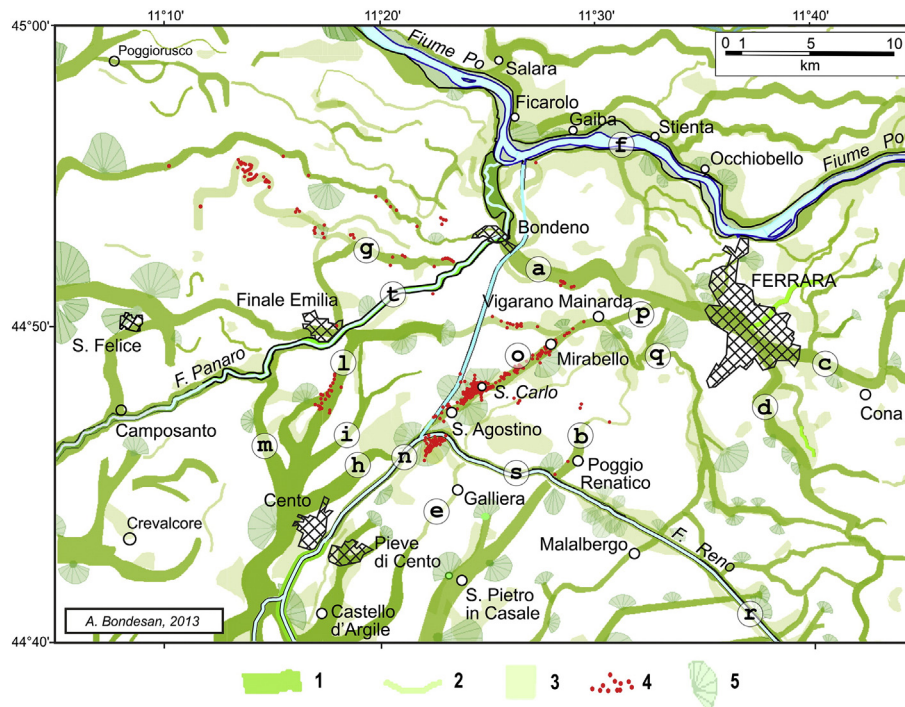 11°10' 11°20' 11°30' 11°40'
45°00'
44°50'
44°40'
0 1 5 10
km
Poggiorusco
Fiume Po
Salara
Ficarolo
Gaiba
Stienta
f
Occhiobello
Fiume Po
Bondeno
g
a
t
FERRARA
Finale Emilia
Vigarano Mainarda
p
S. Felice
F. Panaro
Mirabello
o
q
l
c
S. Carlo
d
Cona
Camposanto
S. Agostino
m
i
b
h
n
s
Poggio
Renatico
Cento
Galliera
e
Crevalcore
Pieve
di Cento
Malalbergo
F. Reno
S. Pietro
in Casale
Castello
d'Argile
r
A. Bondesan, 2013
1 2 3 4 5